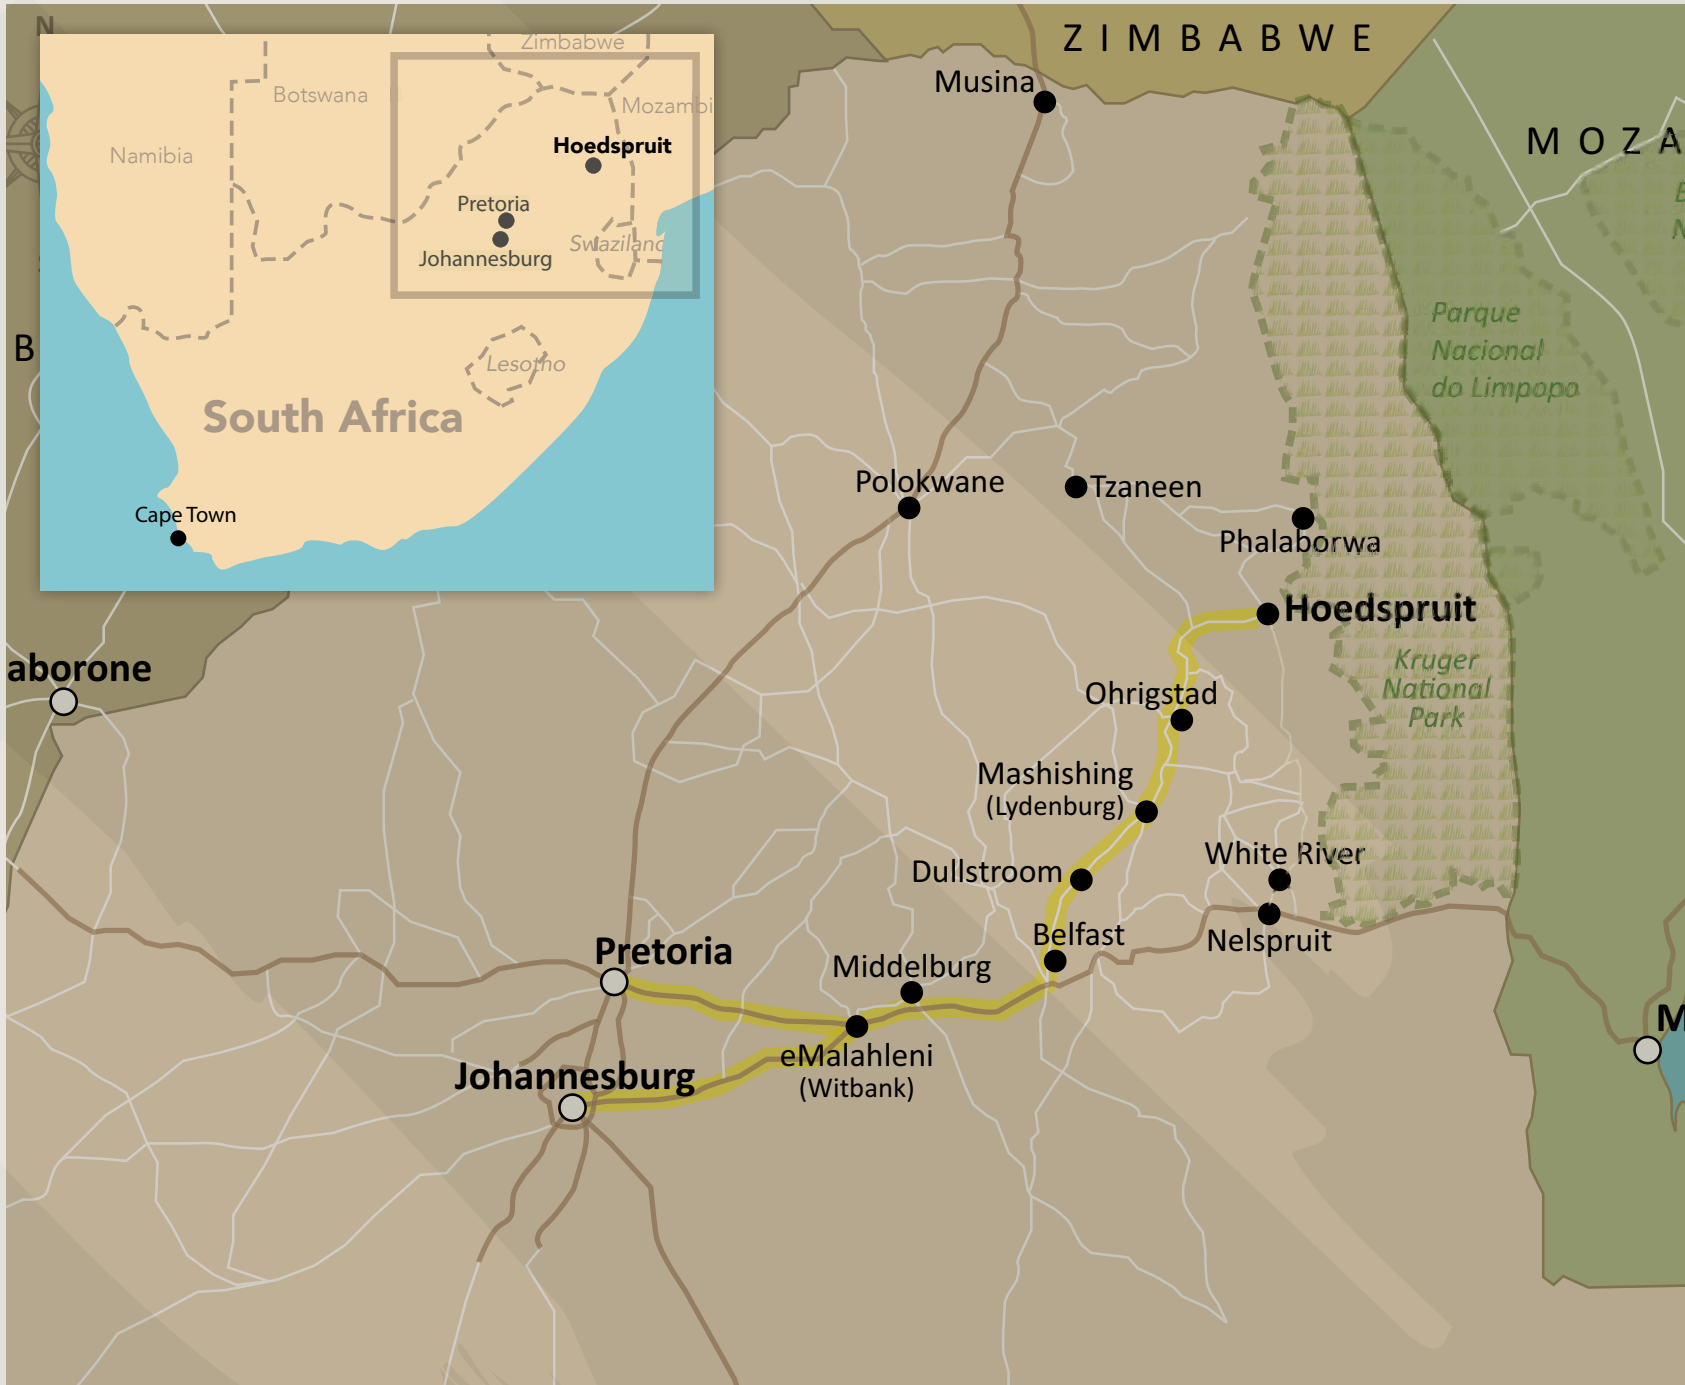 N
ZIMBABWE
Musina
MOZA
Zimbabwe
Botswana
Mozambi
Namibia
Hoedspruit
Pretoria
Swaziland
Johannesburg
Lesotho
South Africa
Cape Town
B
Parque
Nacional
do Limpopo
Polokwane
Tzaneen
Phalaborwa
Hoedspruit
aborone
Kruger
National
Park
Ohrigstad
Mashishing
(Lydenburg)
White River
Dullstroom
Belfast
Nelspruit
Pretoria
Middelburg
M
eMalahleni
(Witbank)
Johannesburg